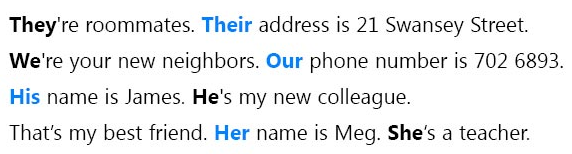 They're roommates. Their address is 21 Swansey Street.
We're your new neighbors. Our phone number is 702 6893.
His name is James. He's my new colleague.
That’s my best friend. Her name is Meg. She’s a teacher.